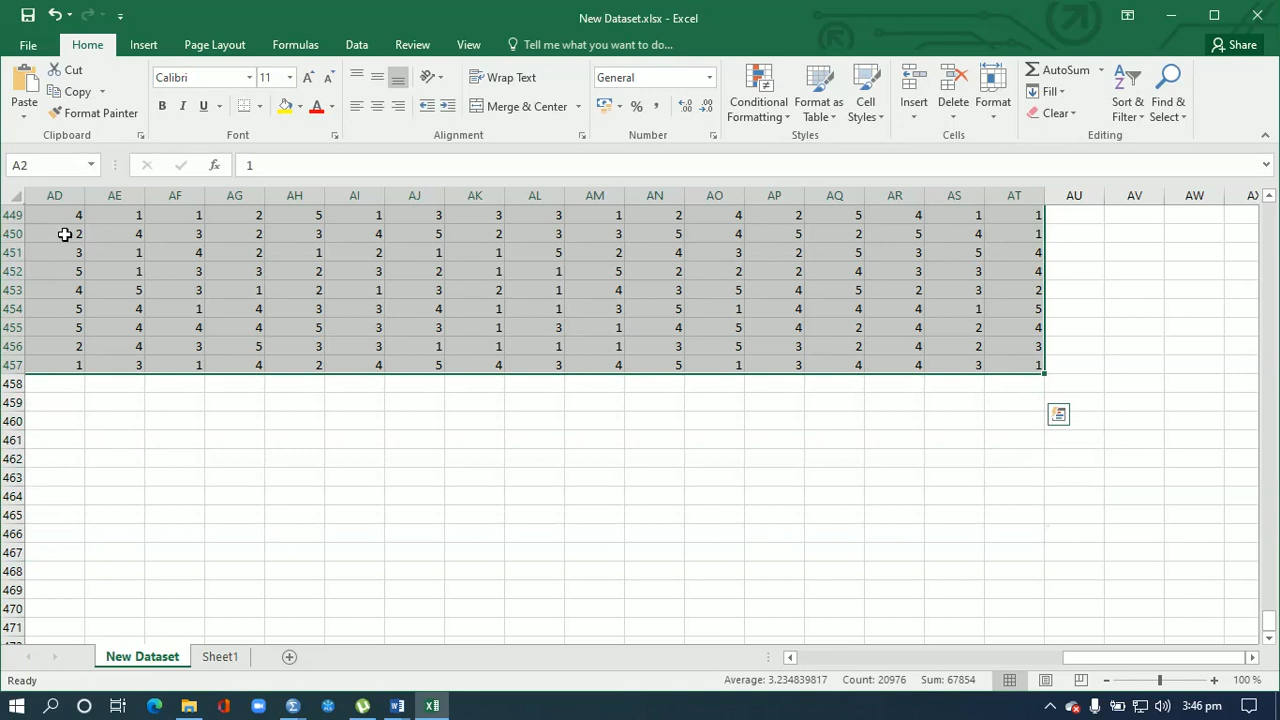 New Dataset.xlsx - Excel
File Home Insert Page Layout Formulas Data Review View Tell me what you want to do... Share
Paste Cut Copy Format Painter Clipboard
Calibri 11 B I U Font
Wrap Text Merge & Center Alignment
General % , Number
Conditional Formatting Format as Table Cell Styles Styles
Insert Delete Format Cells
AutoSum Fill Clear Sort & Filter Find & Select Editing
A2 fx 1
AD AE AF AG AH AI AJ AK AL AM AN AO AP AQ AR AS AT AU AV AW
449 4 1 1 2 5 1 3 3 3 1 2 4 2 5 4 1 1
450 2 4 3 2 3 4 5 2 3 3 5 4 5 2 5 4 1
451 3 1 4 2 1 2 1 1 5 2 4 3 2 5 3 5 4
452 5 1 3 3 2 3 2 1 1 5 2 2 2 4 3 3 4
453 4 5 3 1 2 1 3 2 1 4 3 5 4 5 2 3 2
454 5 4 1 4 3 3 4 1 1 3 5 1 4 4 4 1 5
455 5 4 4 4 5 3 3 1 3 1 4 5 4 2 4 2 4
456 2 4 3 5 3 3 1 1 1 1 3 5 3 2 4 2 3
457 1 3 1 4 2 4 5 4 3 4 5 1 3 4 4 3 1
458
459
460
461
462
463
464
465
466
467
468
469
470
471
New Dataset Sheet1
Ready Average: 3.234839817 Count: 20976 Sum: 67854 100 %
3:46 pm